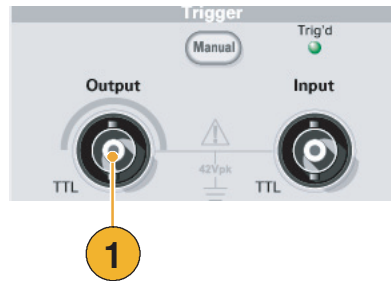 Trigger
Manual
Trig'd
Output
Input
42Vpk
TTL
TTL
1